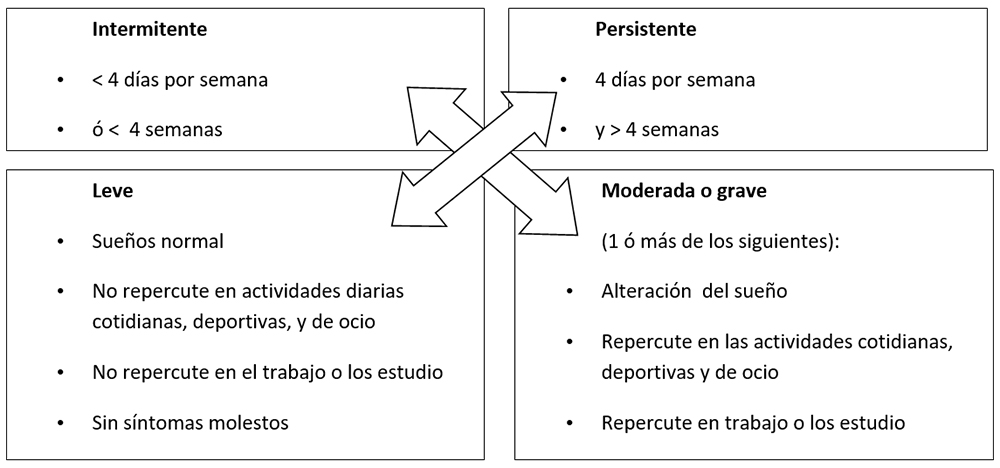 Intermitente
• < 4 días por semana
• ó < 4 semanas
Persistente
• 4 días por semana
• y > 4 semanas
Leve
• Sueños normal
• No repercute en actividades diarias
cotidianas, deportivas, y de ocio
• No repercute en el trabajo o los estudio
• Sin síntomas molestos
Moderada o grave
(1 ó más de los siguientes):
• Alteración del sueño
• Repercute en las actividades cotidianas,
deportivas y de ocio
• Repercute en trabajo o los estudio